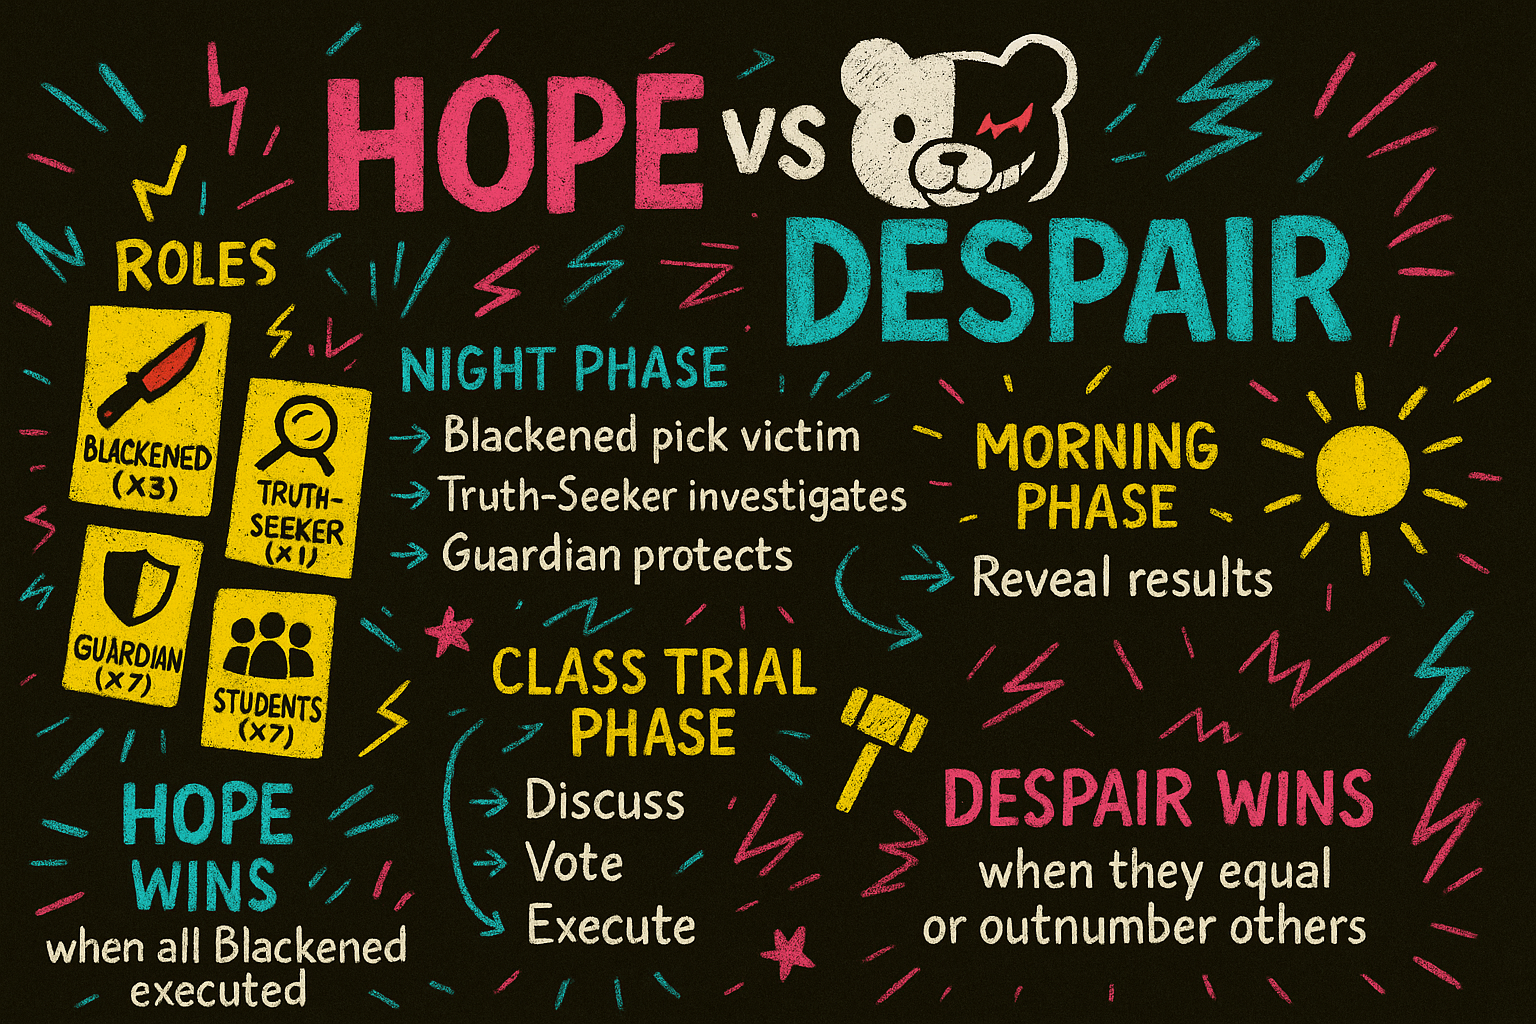 HOPE
VS
DESPAIR
ROLES
BLACKENED
(X3)
TRUTH-
SEEKER
(X1)
GUARDIAN
(X7)
STUDENTS
(X7)
NIGHT PHASE
→ Blackened pick victim
→ Truth-Seeker investigates
→ Guardian protects
MORNING
PHASE
→ Reveal results
CLASS TRIAL
PHASE
→ Discuss
→ Vote
Execute
HOPE
WINS
when all Blackened
executed
DESPAIR WINS
when they equal
or outnumber others